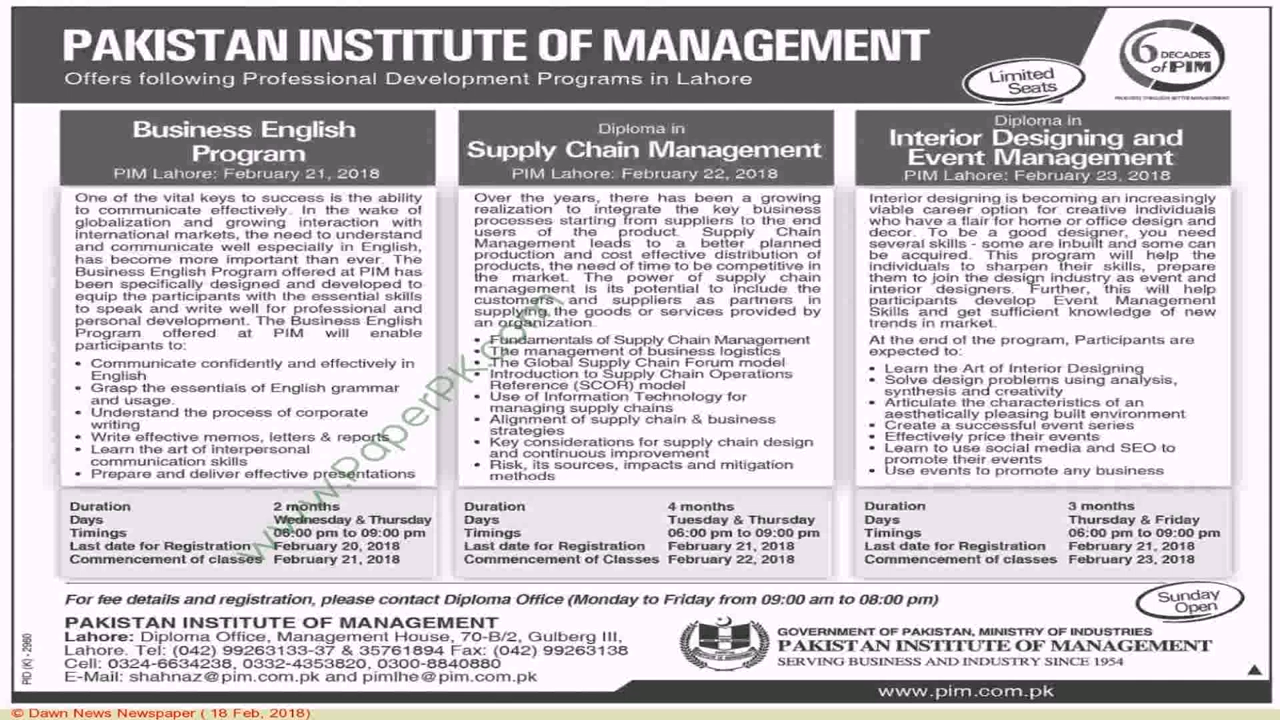 PAKISTAN INSTITUTE OF MANAGEMENT
Offers following Professional Development Programs in Lahore
Limited
Seats
6 DECADES
of PIM
Business English
Program
PIM Lahore: February 21, 2018
One of the vital keys to success is the ability
to communicate effectively. In the wake of
globalization and growing interaction with
international markets, the need to understand
and communicate well especially in English,
has become more important than ever. The
Business English Program offered at PIM has
been specifically designed and developed to
equip the participants with the essential skills
to speak and write well for professional and
personal development. The Business English
Program offered at PIM will enable
participants to:
• Communicate confidently and effectively in
English
• Grasp the essentials of English grammar
and usage.
• Understand the process of corporate
writing
• Write effective memos, letters & reports
• Learn the art of interpersonal
communication skills
• Prepare and deliver effective presentations
Duration 2 months
Days Wednesday & Thursday
Timings 06:00 pm to 09:00 pm
Last date for Registration February 20, 2018
Commencement of classes February 21, 2018
Diploma in
Supply Chain Management
PIM Lahore: February 22, 2018
Over the years, there has been a growing
realization to integrate the key business
processes starting from suppliers to the end
users of the product. Supply Chain
Management leads to a better planned
production and cost effective distribution of
products, the need of time to be competitive in
the market. The power of supply chain
management is its potential to include the
customers and suppliers as partners in
supplying the goods or services provided by
an organization.
• Fundamentals of Supply Chain Management
• The management of business logistics
• The Global Supply Chain Forum model
• Introduction to Supply Chain Operations
Reference (SCOR) model
• Use of Information Technology for
managing supply chains
• Alignment of supply chain & business
strategies
• Key considerations for supply chain design
and continuous improvement
• Risk, its sources, impacts and mitigation
methods
Duration 4 months
Days Tuesday & Thursday
Timings 06:00 pm to 09:00 pm
Last date for Registration February 21, 2018
Commencement of Classes February 22, 2018
Diploma in
Interior Designing and
Event Management
PIM Lahore: February 23, 2018
Interior designing is becoming an increasingly
viable career option for creative individuals
who have a flair for home or office design and
decor. To be a good designer, you need
several skills - some are inbuilt and some can
be acquired. This program will help the
individuals to sharpen their skills, prepare
them to join the design industry as event and
interior designers. Further, this will help
participants develop Event Management
Skills and get sufficient knowledge of new
trends in market.
At the end of the program, Participants are
expected to:
• Learn the Art of Interior Designing
• Solve design problems using analysis,
synthesis and creativity
• Articulate the characteristics of an
aesthetically pleasing built environment
• Create a successful event series
• Effectively price their events
• Learn to use social media and SEO to
promote their events
• Use events to promote any business
Duration 3 months
Days Thursday & Friday
Timings 06:00 pm to 09:00 pm
Last date for Registration February 21, 2018
Commencement of classes February 23, 2018
www.PaperPK.com
For fee details and registration, please contact Diploma Office (Monday to Friday from 09:00 am to 08:00 pm)
Sunday
Open
PAKISTAN INSTITUTE OF MANAGEMENT
Lahore: Diploma Office, Management House, 70-B/2, Gulberg III,
Lahore. Tel: (042) 99263133-37 & 35761894 Fax: (042) 99263138
Cell: 0324-6634238, 0332-4353820, 0300-8840880
E-Mail: shahnaz@pim.com.pk and pimlhe@pim.com.pk
PID (K) - 2960
GOVERNMENT OF PAKISTAN, MINISTRY OF INDUSTRIES
PAKISTAN INSTITUTE OF MANAGEMENT
SERVING BUSINESS AND INDUSTRY SINCE 1954
www.pim.com.pk
© Dawn News Newspaper ( 18 Feb, 2018)